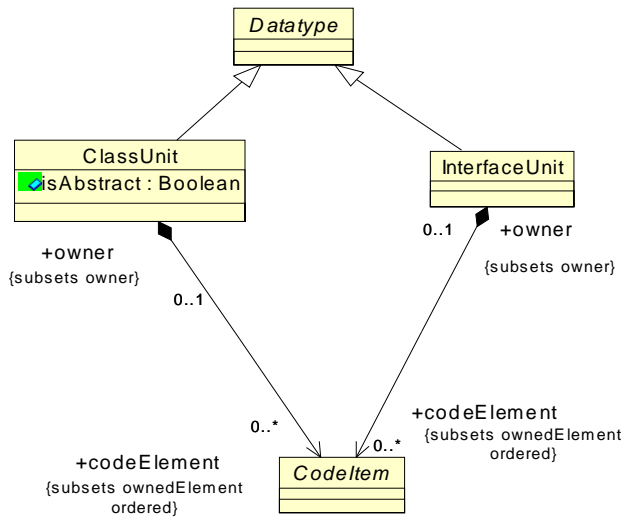 Datatype
ClassUnit
isAbstract : Boolean
InterfaceUnit
+owner
{subsets owner}
0..1
0..1
+owner
{subsets owner}
0..*
+codeElement
{subsets ownedElement
ordered}
0..*
+codeElement
{subsets ownedElement
ordered}
CodeItem